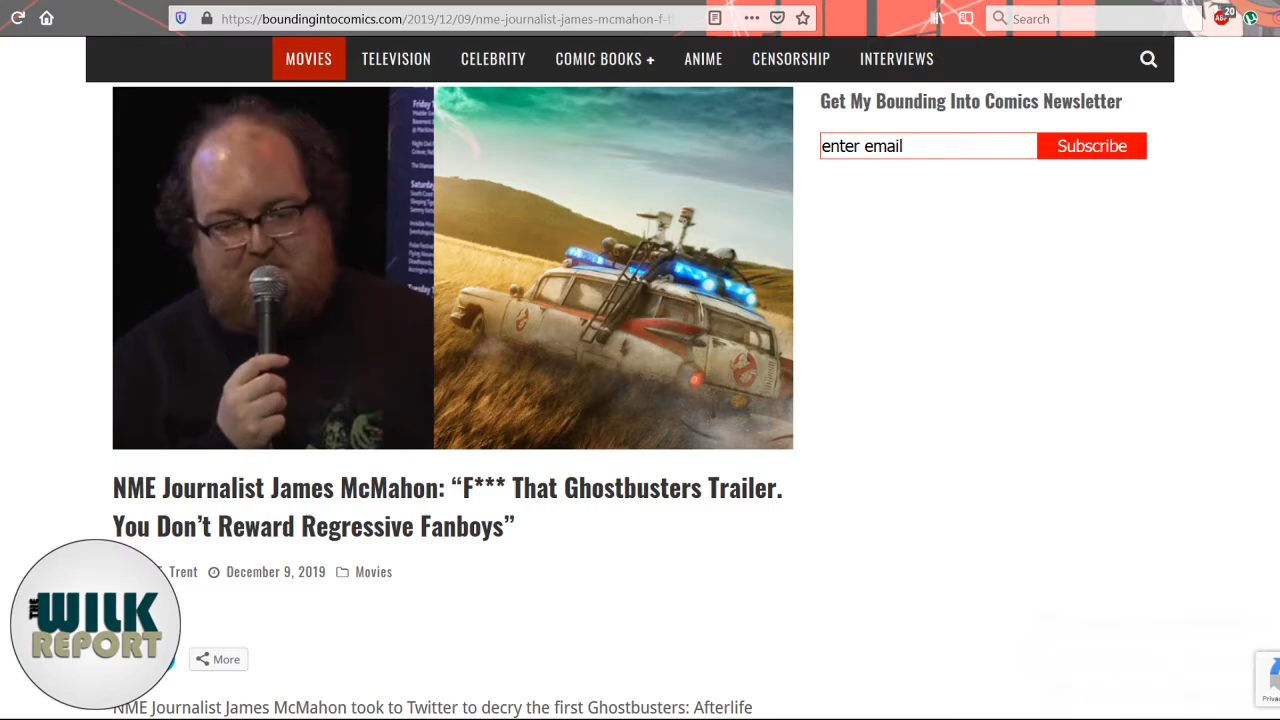 https://boundingintocomics.com/2019/12/09/nme-journalist-james-mcmahon-f-t
Search
20
MOVIES
TELEVISION
CELEBRITY
COMIC BOOKS +
ANIME
CENSORSHIP
INTERVIEWS
Get My Bounding Into Comics Newsletter
enter email
Subscribe
Friday
Saturday
NME Journalist James McMahon: “F*** That Ghostbusters Trailer.
You Don’t Reward Regressive Fanboys”
Trent
December 9, 2019
Movies
THE
WILK
REPORT
More
NME Journalist James McMahon took to Twitter to decry the first Ghostbusters: Afterlife